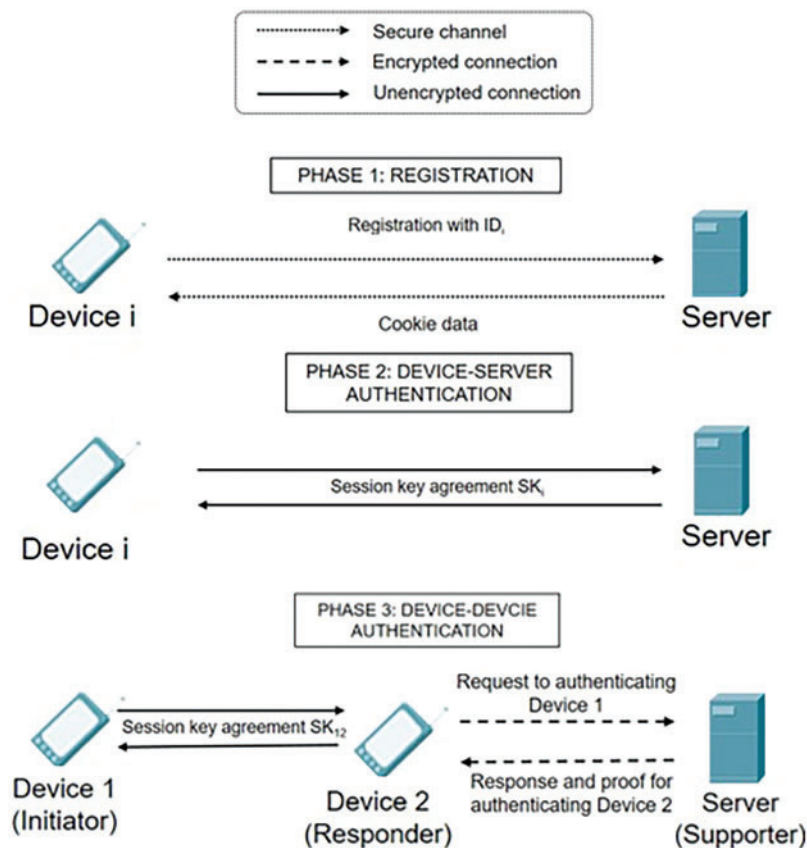 Secure channel
Encrypted connection
Unencrypted connection
PHASE 1: REGISTRATION
Registration with IDᵢ
Device i
Cookie data
Server
PHASE 2: DEVICE-SERVER
AUTHENTICATION
Session key agreement SKᵢ
Device i
Server
PHASE 3: DEVICE-DEVCIE
AUTHENTICATION
Request to authenticating
Device 1
Session key agreement SK₁₂
Response and proof for
authenticating Device 2
Device 1
(Initiator)
Device 2
(Responder)
Server
(Supporter)